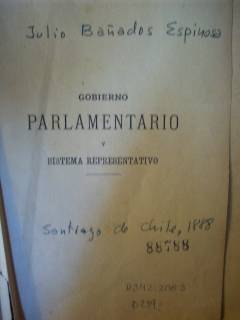 Julio Bañados Espinosa
GOBIERNO
PARLAMENTARIO
Y
SISTEMA REPRESENTATIVO
Santiago de Chile, 1888
88788